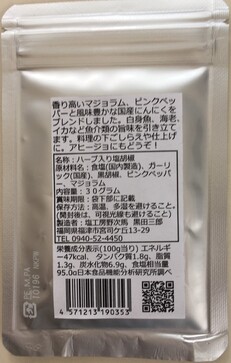 香り高いマジョラム、ピンクペッ
パーと風味豊かな国産にんにくを
ブレンドしました。白身魚、海老、
イカなど魚介類の旨味を引き立て
ます。料理の下ごしらえや仕上げ
に。アヒージョにもどうぞ!
名称:ハーブ入り塩胡椒
原材料名:食塩(国内製造)、ガーリ
ック(国産)、黒胡椒、ピンクペッパ
ー、マジョラム
内容量:30グラム
賞味期限:袋下部に記載
保存方法:高温、多湿を避けること。
(開封後は、可視光線も避けること)
製造者:塩工房野次馬 黒田三郎
福岡県福津市宮司ケ丘13-29
TEL 0940-52-4450
栄養成分表示(100g当り) エネルギ
ー47kcal、タンパク質1.8g、脂質
1.3g、炭水化物6.9g、食塩相当量
95.0g日本食品機能分析研究所調べ
4 571213 190353